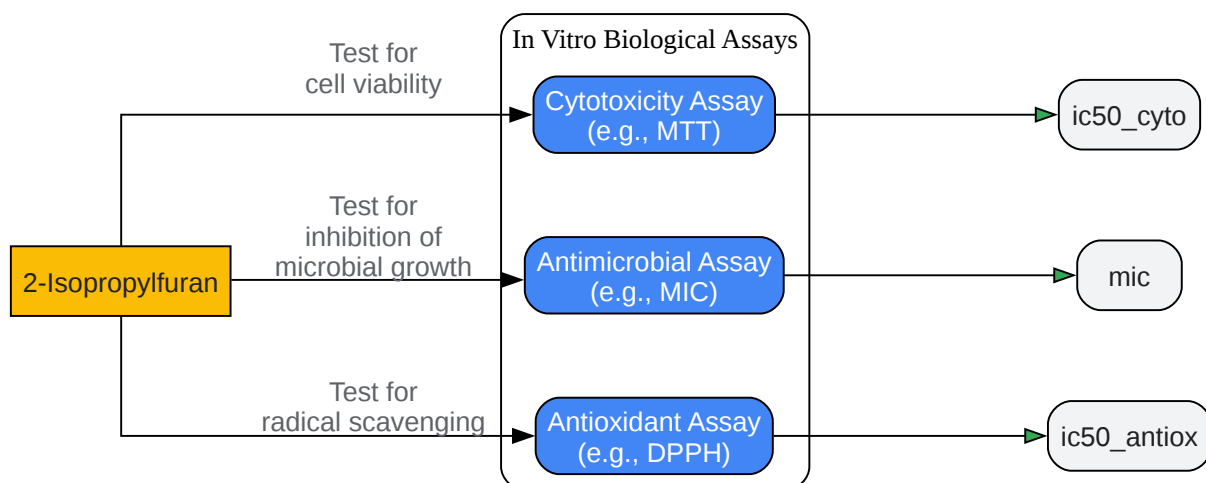 In Vitro Biological Assays
Test for
cell viability
Cytotoxicity Assay
(e.g., MTT)
ic50_cyto
Test for
inhibition of
microbial growth
2-Isopropylfuran
Antimicrobial Assay
(e.g., MIC)
mic
Test for
radical scavenging
Antioxidant Assay
(e.g., DPPH)
ic50_antiox